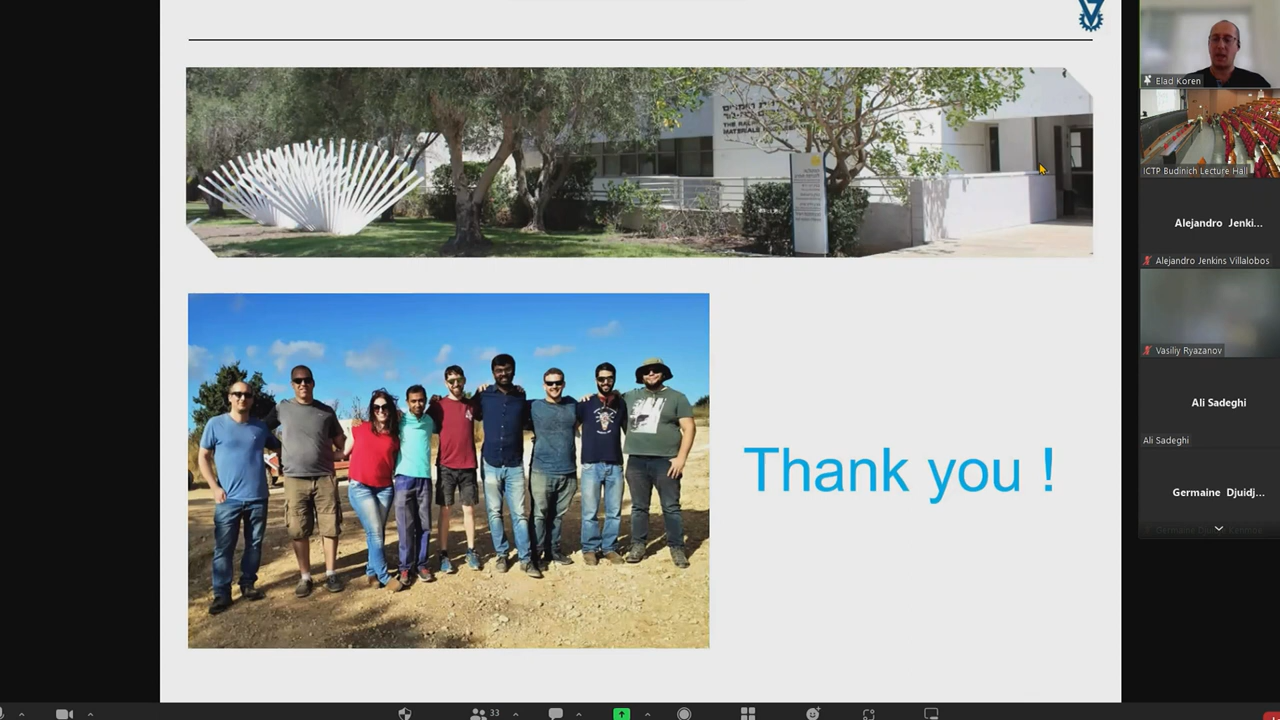 THE
MATERIALS
Thank you !
Elad Koren
ICTP Budinich Lecture Hall
Alejandro Jenki...
Alejandro Jenkins Villalobos
Vasiliy Ryazanov
Ali Sadeghi
Ali Sadeghi
Germaine Djuidj...
33